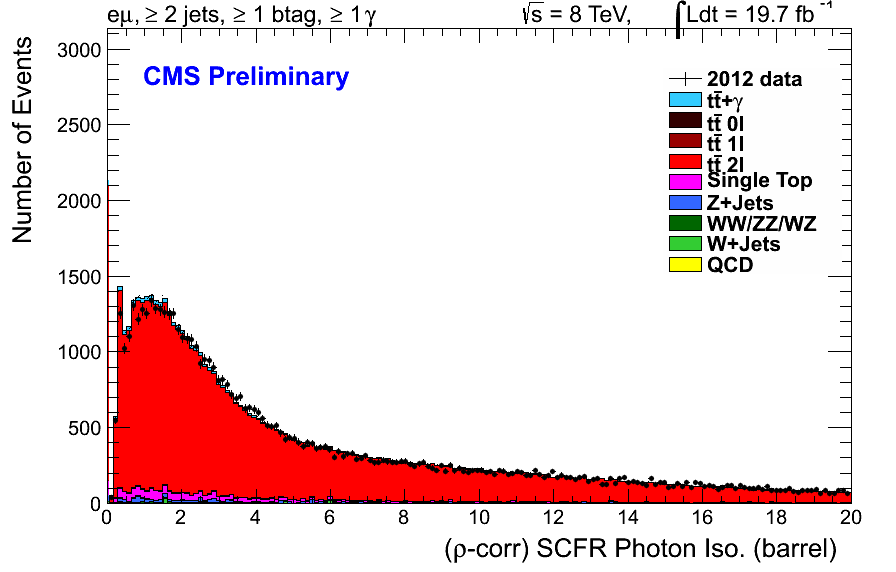 eμ, ≥ 2 jets, ≥ 1 btag, ≥ 1 γ
√s = 8 TeV, ∫Ldt = 19.7 fb⁻¹
CMS Preliminary
2012 data
tt̄+γ
tt̄ 0l
tt̄ 1l
tt̄ 2l
Single Top
Z+Jets
WW/ZZ/WZ
W+Jets
QCD
Number of Events
3000
2500
2000
1500
1000
500
0
0 2 4 6 8 10 12 14 16 18 20
(ρ-corr) SCFR Photon Iso. (barrel)